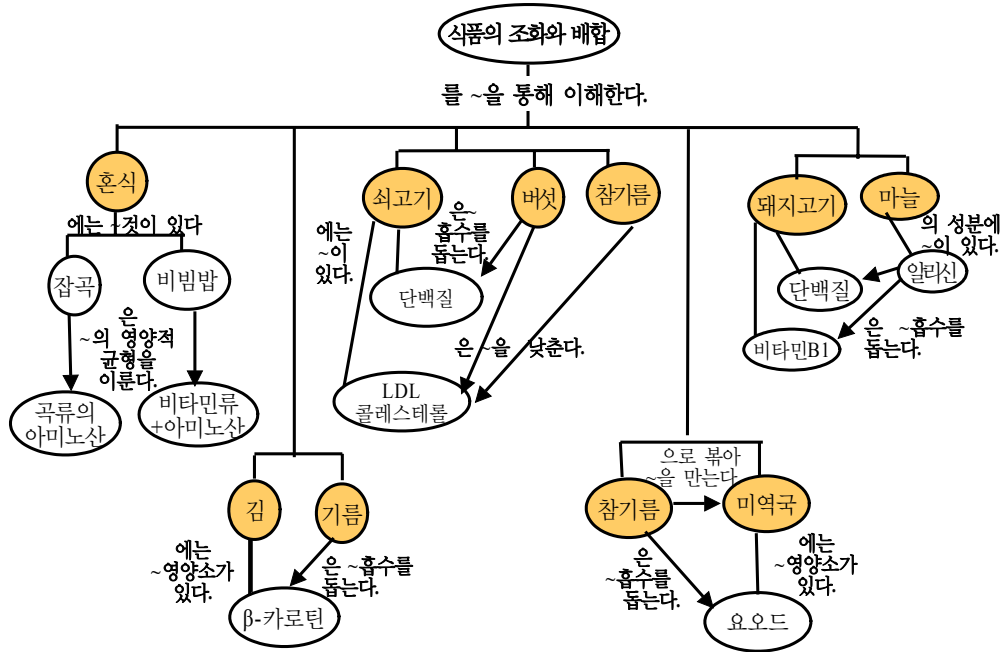 식품의 조화와 배합
를 ~을 통해 이해한다.
혼식
에는 ~것이 있다
잡곡
비빔밥
은
~의 영양적
균형을
이룬다.
곡류의
아미노산
비타민류
+아미노산
쇠고기
버섯
참기름
에는
~이
있다.
은~
흡수를
돕는다.
단백질
은 ~을 낮춘다.
LDL
콜레스테롤
돼지고기
마늘
의 성분에
~이 있다.
단백질
알리신
은 ~흡수를
돕는다.
비타민B1
김
기름
에는
~영양소가
있다.
은 ~흡수를
돕는다.
β-카로틴
으로 볶아
~을 만는다
참기름
미역국
은
~흡수를
돕는다.
에는
~영양소가
있다.
요오드